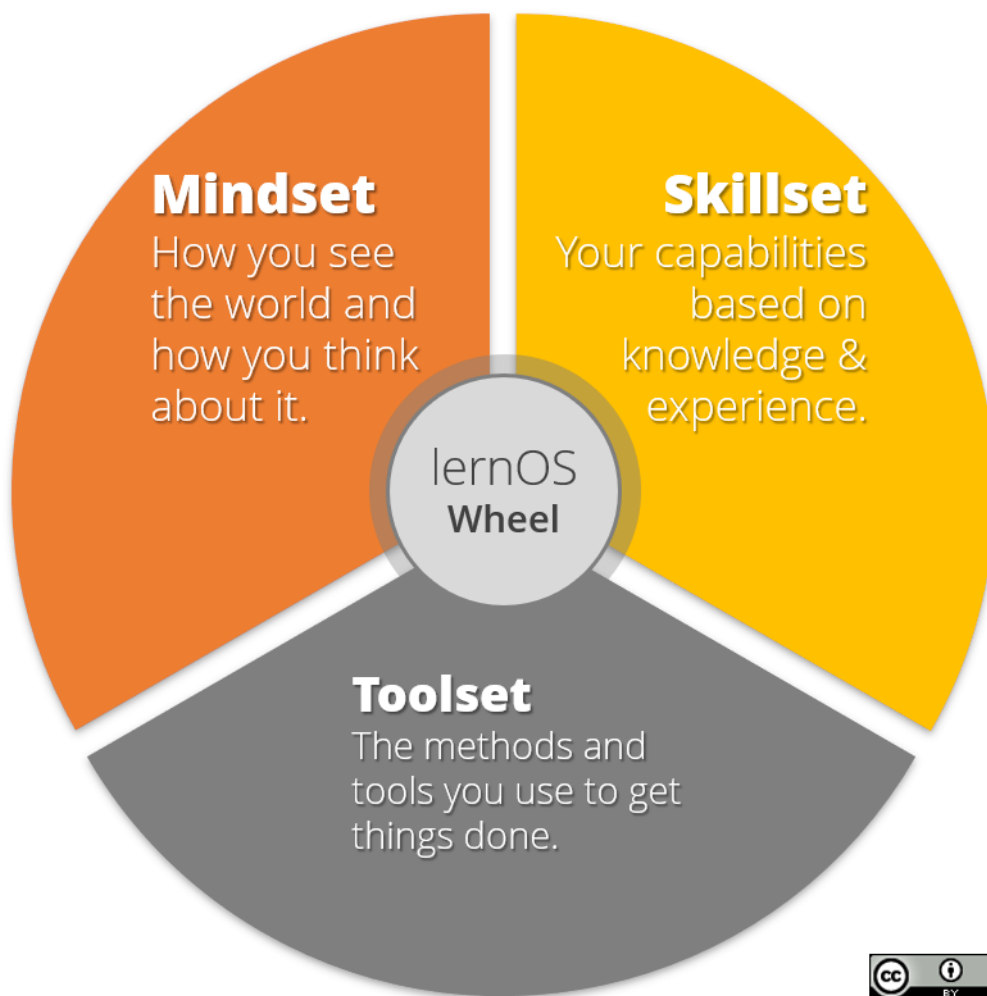 Mindset
How you see
the world and
how you think
about it.
Skillset
Your capabilities
based on
knowledge &
experience.
lernOS
Wheel
Toolset
The methods and
tools you use to get
things done.
cc
BY